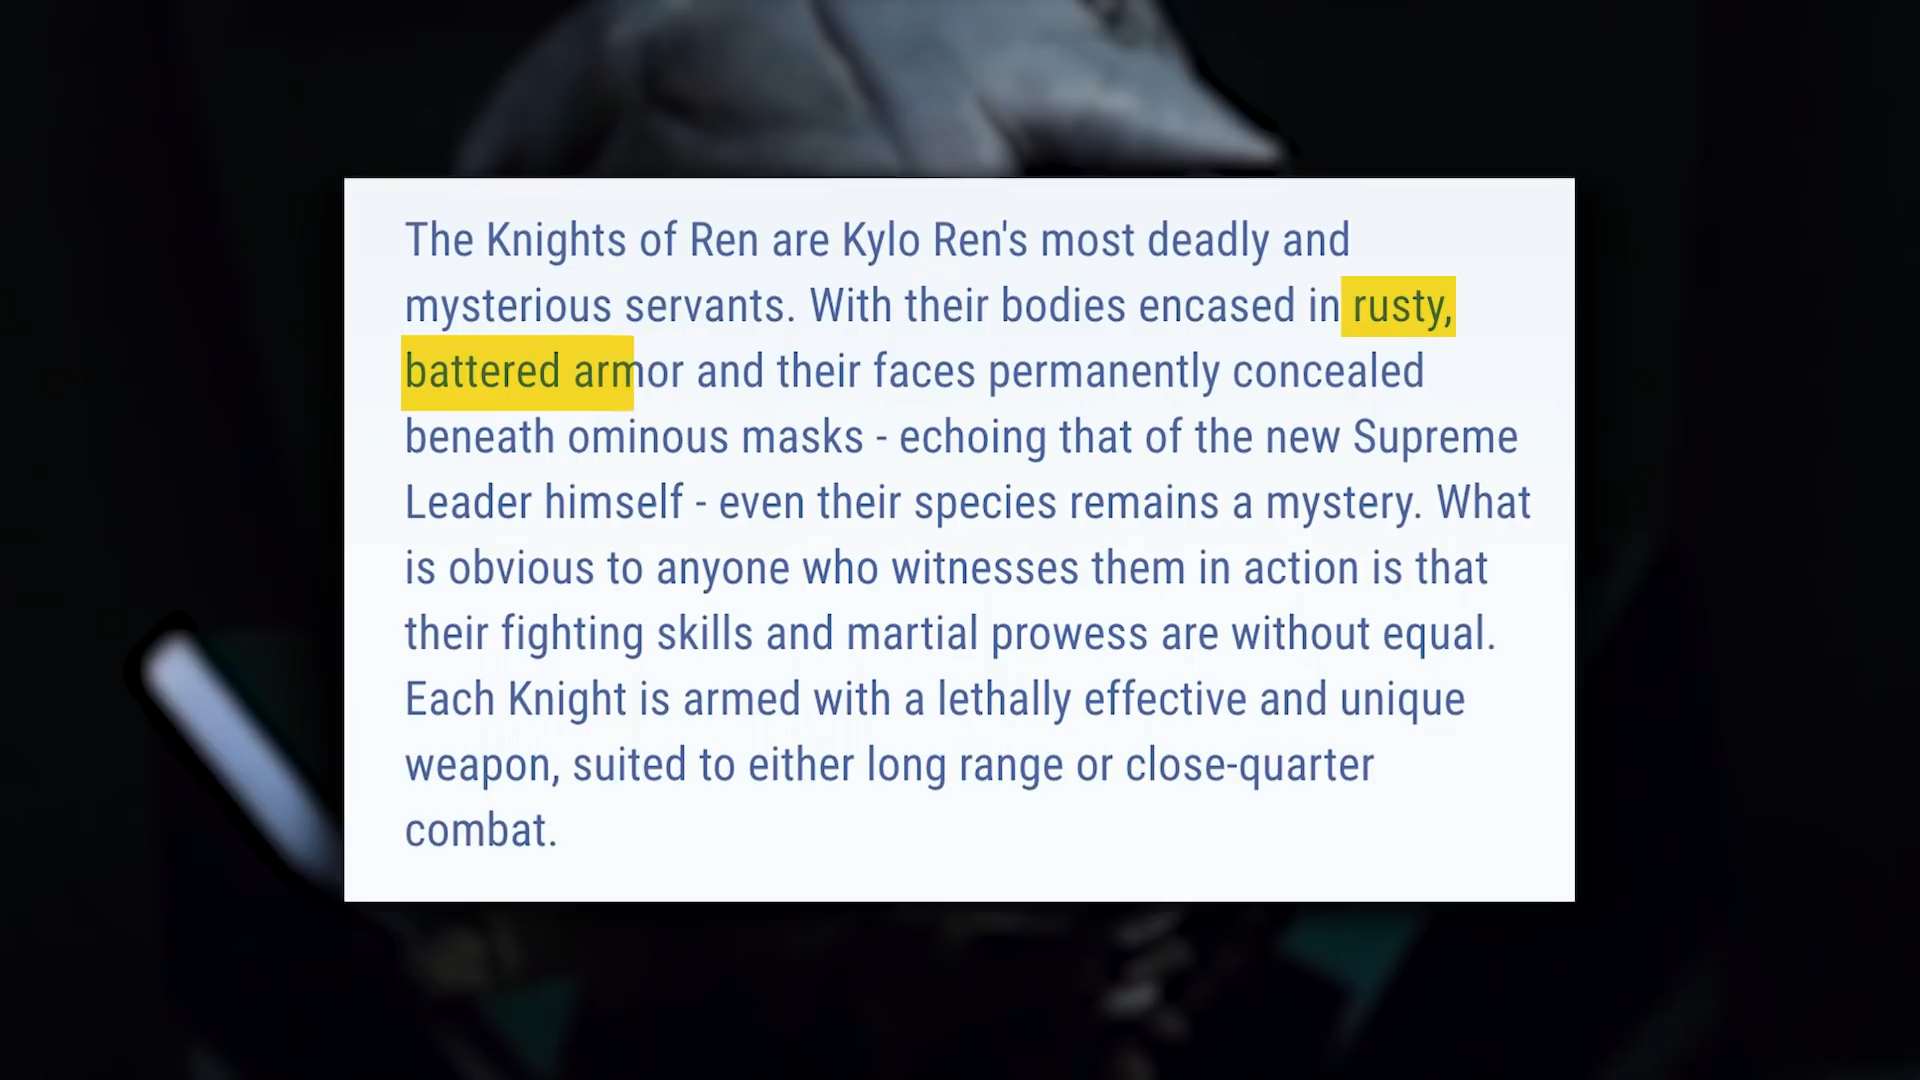 The Knights of Ren are Kylo Ren's most deadly and
mysterious servants. With their bodies encased in rusty,
battered armor and their faces permanently concealed
beneath ominous masks - echoing that of the new Supreme
Leader himself - even their species remains a mystery. What
is obvious to anyone who witnesses them in action is that
their fighting skills and martial prowess are without equal.
Each Knight is armed with a lethally effective and unique
weapon, suited to either long range or close-quarter
combat.